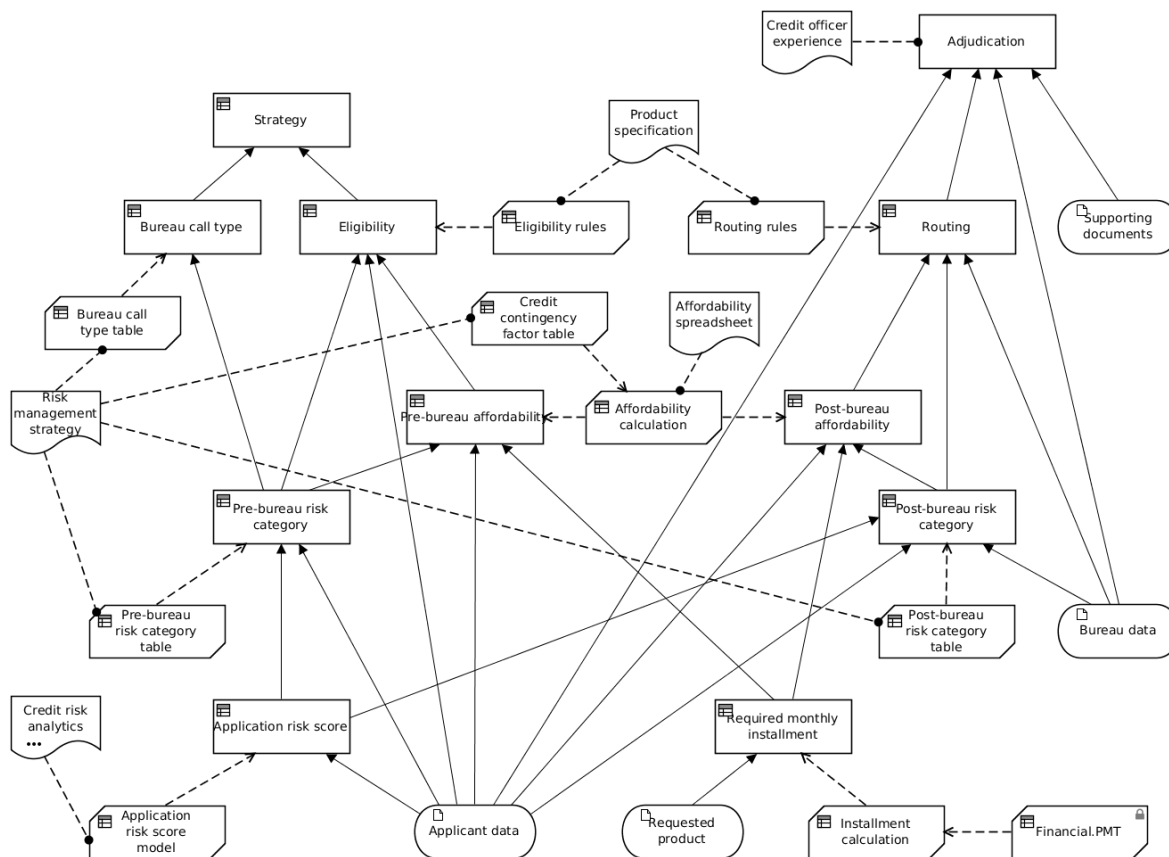 Credit officer
experience
Adjudication
Strategy
Product
specification
Bureau call type
Eligibility
Eligibility rules
Routing rules
Routing
Supporting
documents
Bureau call
type table
Credit
contingency
factor table
Affordability
spreadsheet
Risk
management
strategy
Pre-bureau affordability
Affordability
calculation
Post-bureau
affordability
Pre-bureau risk
category
Post-bureau risk
category
Pre-bureau
risk category
table
Post-bureau
risk category
table
Bureau data
Credit risk
analytics
•••
Application risk score
Required monthly
installment
Application
risk score
model
Applicant data
Requested
product
Installment
calculation
Financial.PMT